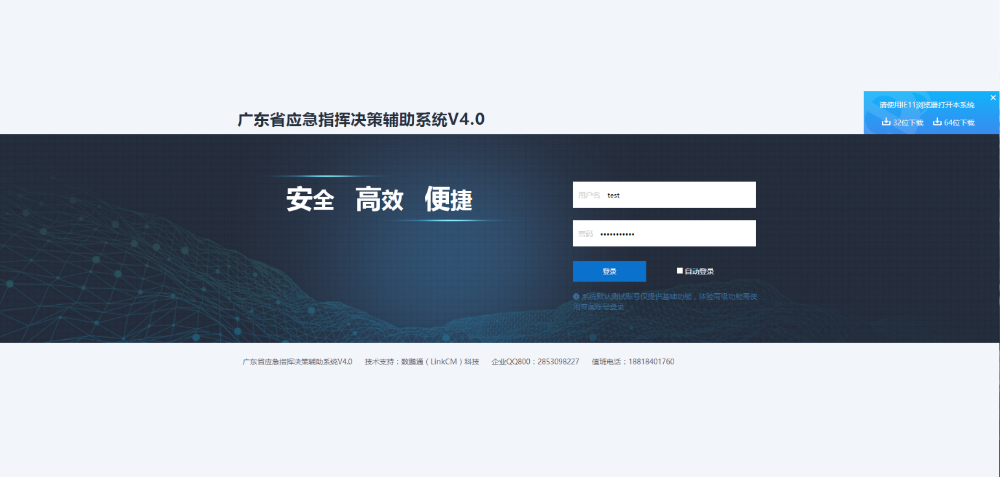 请使用IE11浏览器打开本系统
32位下载 64位下载
广东省应急指挥决策辅助系统V4.0
安全 高效 便捷
用户名 test
密码 •••••••••••
登录 自动登录
系统默认测试账号仅提供基础功能，体验高级功能需使
用专属账号登录
广东省应急指挥决策辅助系统V4.0 技术支持：数鹏通（LinkCM）科技 企业QQ800：2853098227 值班电话：18818401760